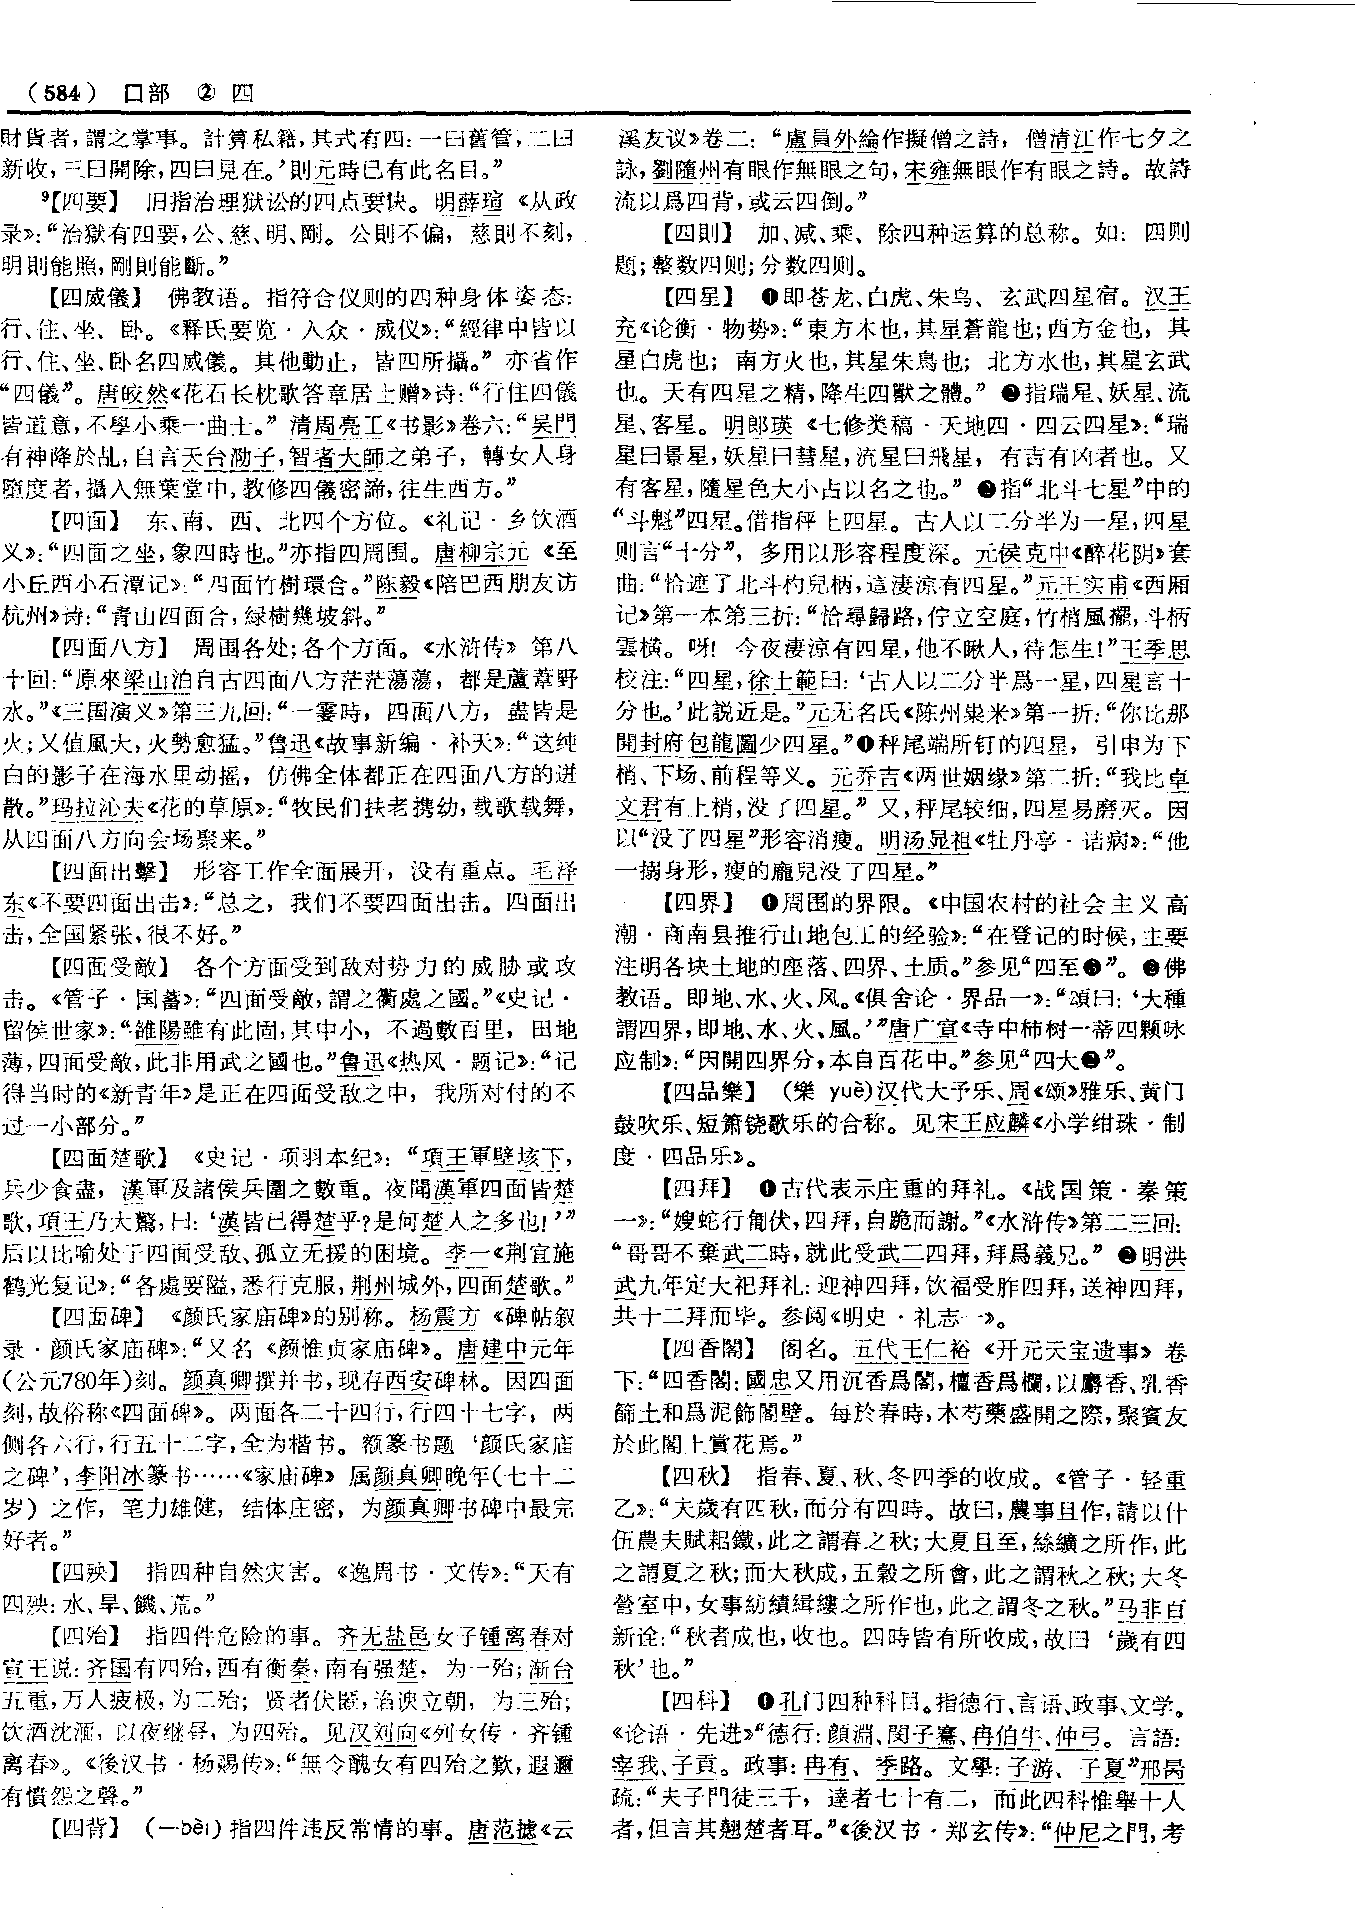 (584) 口部 ② 四
財貨者，謂之掌事。計算私籍，其式有四：一曰舊管，二曰
新收，三曰開除，四曰見在。’則元時已有此名目。”
9【四要】 旧指治理狱讼的四点要诀。明薛瑄《从政
录》：“治獄有四要，公、慈、明、剛。公則不偏，慈則不刻，
明則能照，剛則能斷。”
【四威儀】 佛教语。指符合仪则的四种身体姿态：
行、住、坐、卧。《释氏要览·入众·威仪》：“經律中皆以
行、住、坐、卧名四威儀。其他動止，皆四所攝。”亦省作
“四儀”。唐皎然《花石长枕歌答章居士赠》诗：“行住四儀
皆道意，不學小乘一曲士。”清周亮工《书影》卷六：“吴門
有神降於乩，自言天台泐子，智者大師之弟子，轉女人身
墮度者，攝入無葉堂中，教修四儀密諦，往生西方。”
【四面】 东、南、西、北四个方位。《礼记·乡饮酒
义》：“四面之坐，象四時也。”亦指四周围。唐柳宗元《至
小丘西小石潭记》：“四面竹樹環合。”陈毅《陪巴西朋友访
杭州》诗：“青山四面合，緑樹幾坡斜。”
【四面八方】 周围各处；各个方面。《水浒传》第八
十回：“原來梁山泊自古四面八方茫茫蕩蕩，都是蘆葦野
水。”《三国演义》第三九回：“一霎時，四面八方，盡皆是
火；又值風大，火勢愈猛。”鲁迅《故事新编·补天》：“这纯
白的影子在海水里动摇，仿佛全体都正在四面八方的迸
散。”玛拉沁夫《花的草原》：“牧民们扶老携幼，载歌载舞，
从四面八方向会场聚来。”
【四面出擊】 形容工作全面展开，没有重点。毛泽
东《不要四面出击》：“总之，我们不要四面出击。四面出
击，全国紧张，很不好。”
【四面受敵】 各个方面受到敌对势力的威胁或攻
击。《管子·国蓄》：“四面受敵，謂之衢處之國。”《史记·
留侯世家》：“雒陽雖有此固，其中小，不過數百里，田地
薄，四面受敵，此非用武之國也。”鲁迅《热风·题记》：“记
得当时的《新青年》是正在四面受敌之中，我所对付的不
过一小部分。”
【四面楚歌】 《史记·项羽本纪》：“項王軍壁垓下，
兵少食盡，漢軍及諸侯兵圍之數重。夜聞漢軍四面皆楚
歌，項王乃大驚，曰：‘漢皆已得楚乎？是何楚人之多也！’”
后以比喻处于四面受敌、孤立无援的困境。李一《荆宜施
鹤光复记》：“各處要隘，悉行克服，荆州城外，四面楚歌。”
【四面碑】 《颜氏家庙碑》的别称。杨震方《碑帖叙
录·颜氏家庙碑》：“又名《颜惟贞家庙碑》。唐建中元年
(公元780年)刻。颜真卿撰并书，现存西安碑林。因四面
刻，故俗称《四面碑》。两面各二十四行，行四十七字，两
侧各六行，行五十二字，全为楷书。额篆书题‘颜氏家庙
之碑’，李阳冰篆书……《家庙碑》属颜真卿晚年(七十二
岁)之作，笔力雄健，结体庄密，为颜真卿书碑中最完
好者。”
【四殃】 指四种自然灾害。《逸周书·文传》：“天有
四殃：水、旱、饑、荒。”
【四殆】 指四件危险的事。齐无盐邑女子锺离春对
宣王说：齐国有四殆，西有衡秦，南有强楚，为一殆；渐台
五重，万人疲极，为二殆；贤者伏匿，谄谀立朝，为三殆；
饮酒沈湎，以夜继昼，为四殆。见汉刘向《列女传·齐锺
离春》。《後汉书·杨赐传》：“無令醜女有四殆之歎，遐邇
有憤怨之聲。”
【四背】 (—bèi)指四件违反常情的事。唐范摅《云
溪友议》卷二：“盧員外綸作擬僧之詩，僧清江作七夕之
詠，劉隨州有眼作無眼之句，宋雍無眼作有眼之詩。故詩
流以爲四背，或云四倒。”
【四則】 加、减、乘、除四种运算的总称。如：四则
题；整数四则；分数四则。
【四星】 ❶即苍龙、白虎、朱鸟、玄武四星宿。汉王
充《论衡·物势》：“東方木也，其星蒼龍也；西方金也，其
星白虎也；南方火也，其星朱鳥也；北方水也，其星玄武
也。天有四星之精，降生四獸之體。”❷指瑞星、妖星、流
星、客星。明郎瑛《七修类稿·天地四·四云四星》：“瑞
星曰景星，妖星曰彗星，流星曰飛星，有吉有凶者也。又
有客星，隨星色大小占以名之也。”❸指“北斗七星”中的
“斗魁”四星。借指秤上四星。古人以二分半为一星，四星
则言“十分”，多用以形容程度深。元侯克中《醉花阴》套
曲：“恰遮了北斗杓兒柄，這淒涼有四星。”元王实甫《西厢
记》第一本第三折：“恰尋歸路，佇立空庭，竹梢風擺，斗柄
雲横。呀！今夜淒涼有四星，他不瞅人，待怎生！”王季思
校注：“四星，徐士範曰：‘古人以二分半爲一星，四星言十
分也。’此説近是。”元无名氏《陈州粜米》第一折：“你比那
開封府包龍圖少四星。”❹秤尾端所钉的四星，引申为下
梢、下场、前程等义。元乔吉《两世姻缘》第二折：“我比卓
文君有上梢，没了四星。”又，秤尾较细，四星易磨灭。因
以“没了四星”形容消瘦。明汤显祖《牡丹亭·诘病》：“他
一搦身形，瘦的龐兒没了四星。”
【四界】 ❶周围的界限。《中国农村的社会主义高
潮·商南县推行山地包工的经验》：“在登记的时候，主要
注明各块土地的座落、四界、土质。”参见“四至❸”。❷佛
教语。即地、水、火、风。《俱舍论·界品一》：“頌曰：‘大種
謂四界，即地、水、火、風。’”唐广宣《寺中柿树一蒂四颗咏
应制》：“因開四界分，本自百花中。”参见“四大❷”。
【四品樂】 (樂 yuè)汉代大予乐、周《颂》雅乐、黄门
鼓吹乐、短箫铙歌乐的合称。见宋王应麟《小学绀珠·制
度·四品乐》。
【四拜】 ❶古代表示庄重的拜礼。《战国策·秦策
一》：“嫂蛇行匍伏，四拜，自跪而謝。”《水浒传》第二三回：
“哥哥不棄武二時，就此受武二四拜，拜爲義兄。”❷明洪
武九年定大祀拜礼：迎神四拜，饮福受胙四拜，送神四拜，
共十二拜而毕。参阅《明史·礼志一》。
【四香閣】 阁名。五代王仁裕《开元天宝遗事》卷
下：“四香閣：國忠又用沉香爲閣，檀香爲欄，以麝香、乳香
篩土和爲泥飾閣壁。每於春時，木芍藥盛開之際，聚賓友
於此閣上賞花焉。”
【四秋】 指春、夏、秋、冬四季的收成。《管子·轻重
乙》：“夫歲有四秋，而分有四時。故曰，農事且作，請以什
伍農夫賦耜鐵，此之謂春之秋；大夏且至，絲纊之所作，此
之謂夏之秋；而大秋成，五穀之所會，此之謂秋之秋；大冬
營室中，女事紡績緝縷之所作也，此之謂冬之秋。”马非百
新诠：“秋者成也，收也。四時皆有所收成，故曰‘歲有四
秋’也。”
【四科】 ❶孔门四种科目。指德行、言语、政事、文学。
《论语·先进》“德行：顔淵、閔子騫、冉伯牛、仲弓。言語：
宰我、子貢。政事：冉有、季路。文學：子游、子夏”邢昺
疏：“夫子門徒三千，達者七十有二，而此四科惟舉十人
者，但言其翹楚者耳。”《後汉书·郑玄传》：“仲尼之門，考